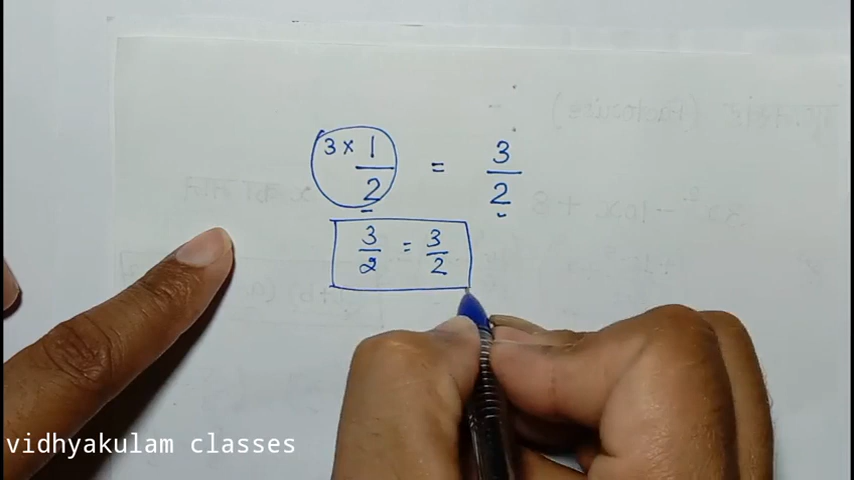 3 × 1/2 = 3/2
3/2 = 3/2
vidhyakulam classes